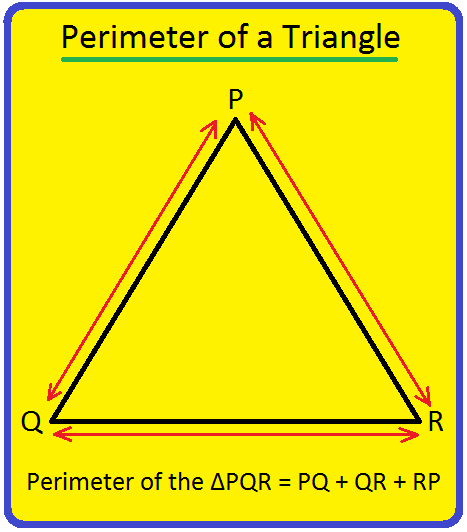 Perimeter of a Triangle
P
Q
R
Perimeter of the ΔPQR = PQ + QR + RP